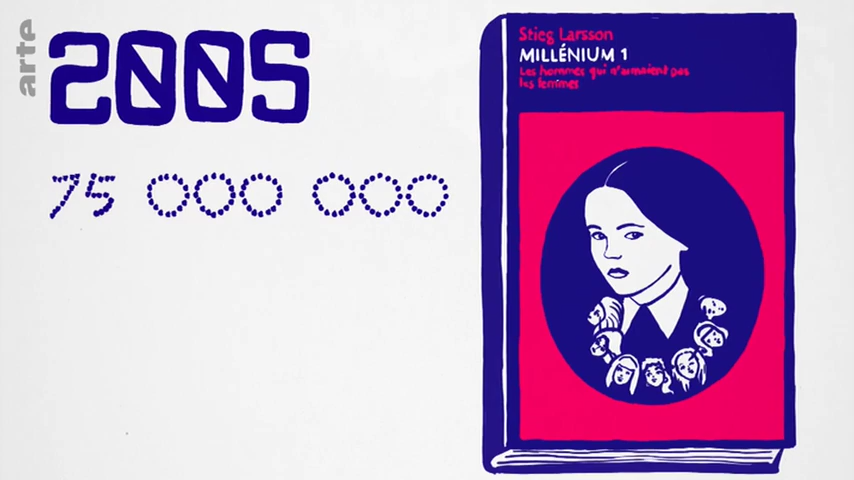 arte
2005
75 000 000
Stieg Larsson
MILLÉNIUM 1
Les hommes qui n'aimaient pas
les femmes